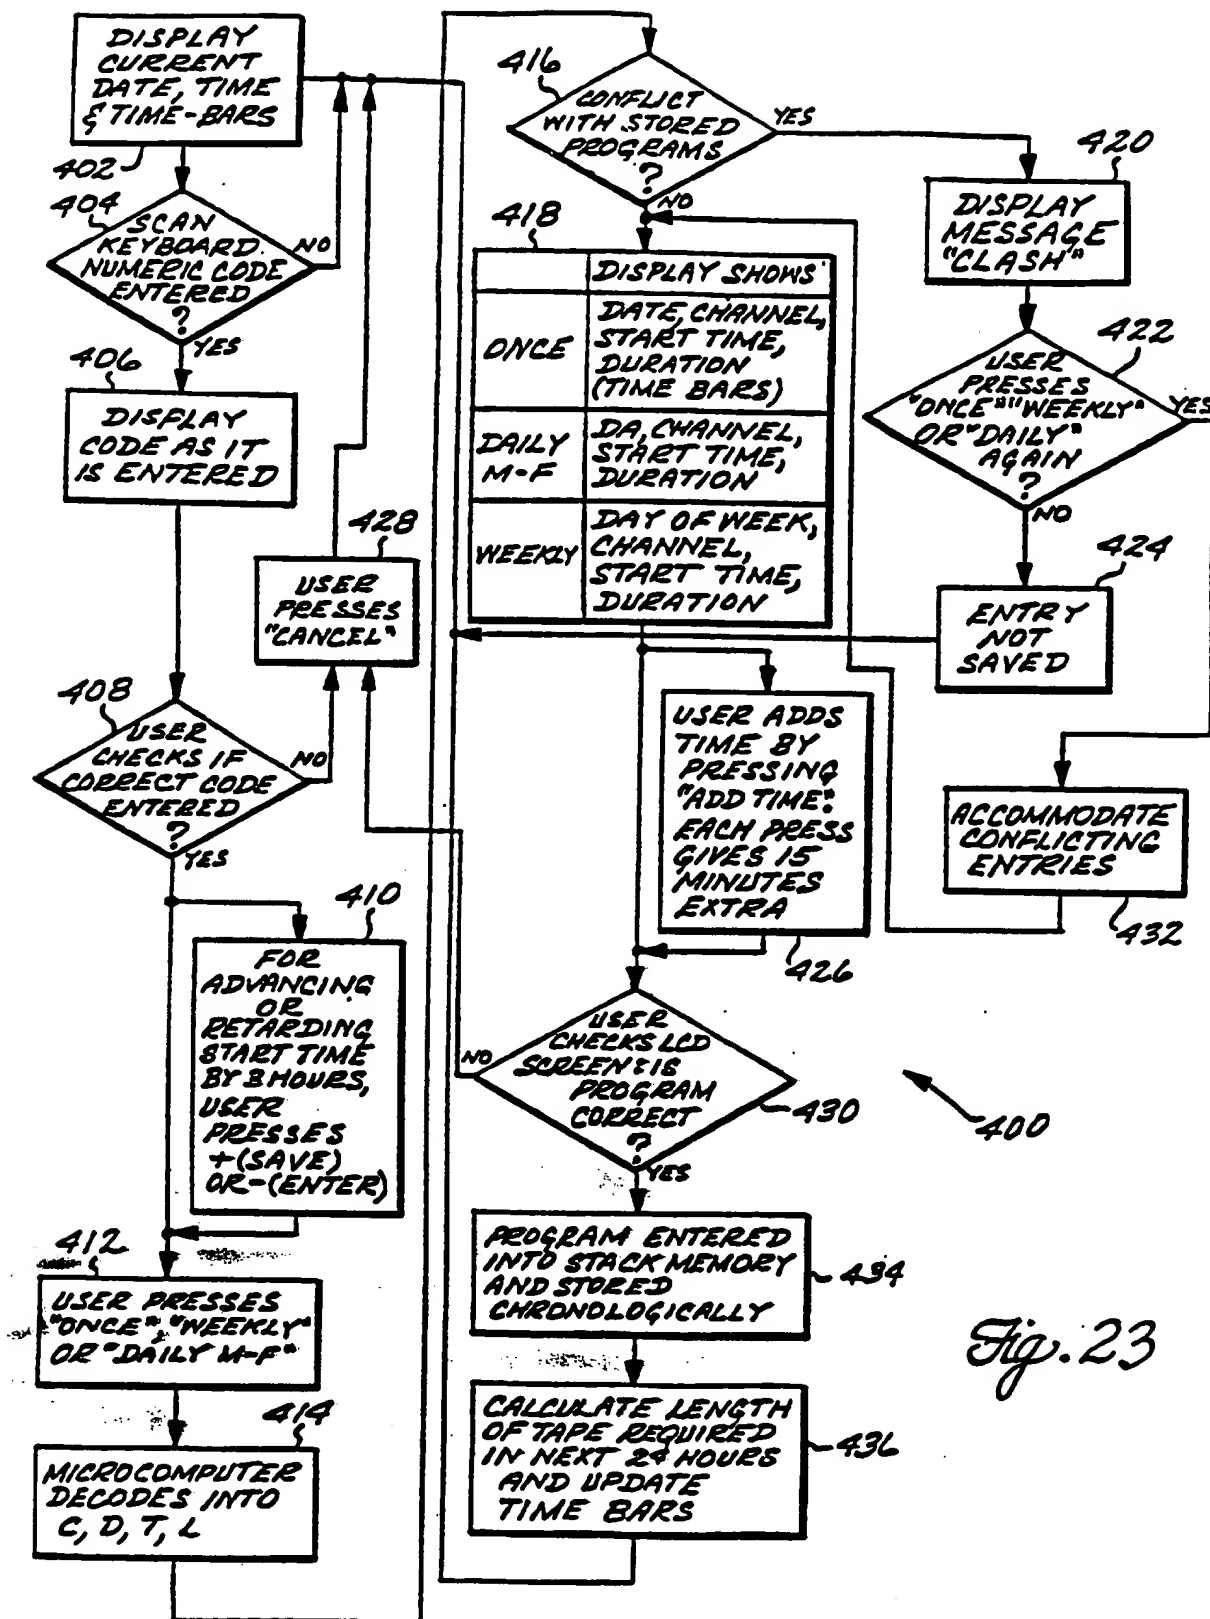 DISPLAY
CURRENT
DATE, TIME
& TIME-BARS
402
404
SCAN
KEYBOARD.
NUMERIC CODE
ENTERED
?
NO
YES
406
DISPLAY
CODE AS IT
IS ENTERED
428
USER
PRESSES
"CANCEL"
408
USER
CHECKS IF
CORRECT CODE
ENTERED
?
NO
YES
410
FOR
ADVANCING
OR
RETARDING
START TIME
BY 3 HOURS,
USER
PRESSES
+(SAVE)
OR-(ENTER)
412
USER PRESSES
"ONCE", "WEEKLY"
OR "DAILY M-F"
414
MICROCOMPUTER
DECODES INTO
C, D, T, L
416
CONFLICT
WITH STORED
PROGRAMS
?
YES
NO
418
DISPLAY SHOWS
ONCE
DATE, CHANNEL,
START TIME,
DURATION
(TIME BARS)
DAILY
M-F
DA, CHANNEL,
START TIME,
DURATION
WEEKLY
DAY OF WEEK,
CHANNEL,
START TIME,
DURATION
420
DISPLAY
MESSAGE
"CLASH"
422
USER
PRESSES
"ONCE" "WEEKLY"
OR "DAILY"
AGAIN
?
YES
NO
424
ENTRY
NOT
SAVED
USER ADDS
TIME BY
PRESSING
"ADD TIME".
EACH PRESS
GIVES 15
MINUTES
EXTRA
426
ACCOMMODATE
CONFLICTING
ENTRIES
432
USER
CHECKS LCD
SCREEN: IS
PROGRAM
CORRECT
?
NO
430
YES
400
PROGRAM ENTERED
INTO STACK MEMORY
AND STORED
CHRONOLOGICALLY
434
CALCULATE LENGTH
OF TAPE REQUIRED
IN NEXT 24 HOURS
AND UPDATE
TIME BARS
436
Fig. 23